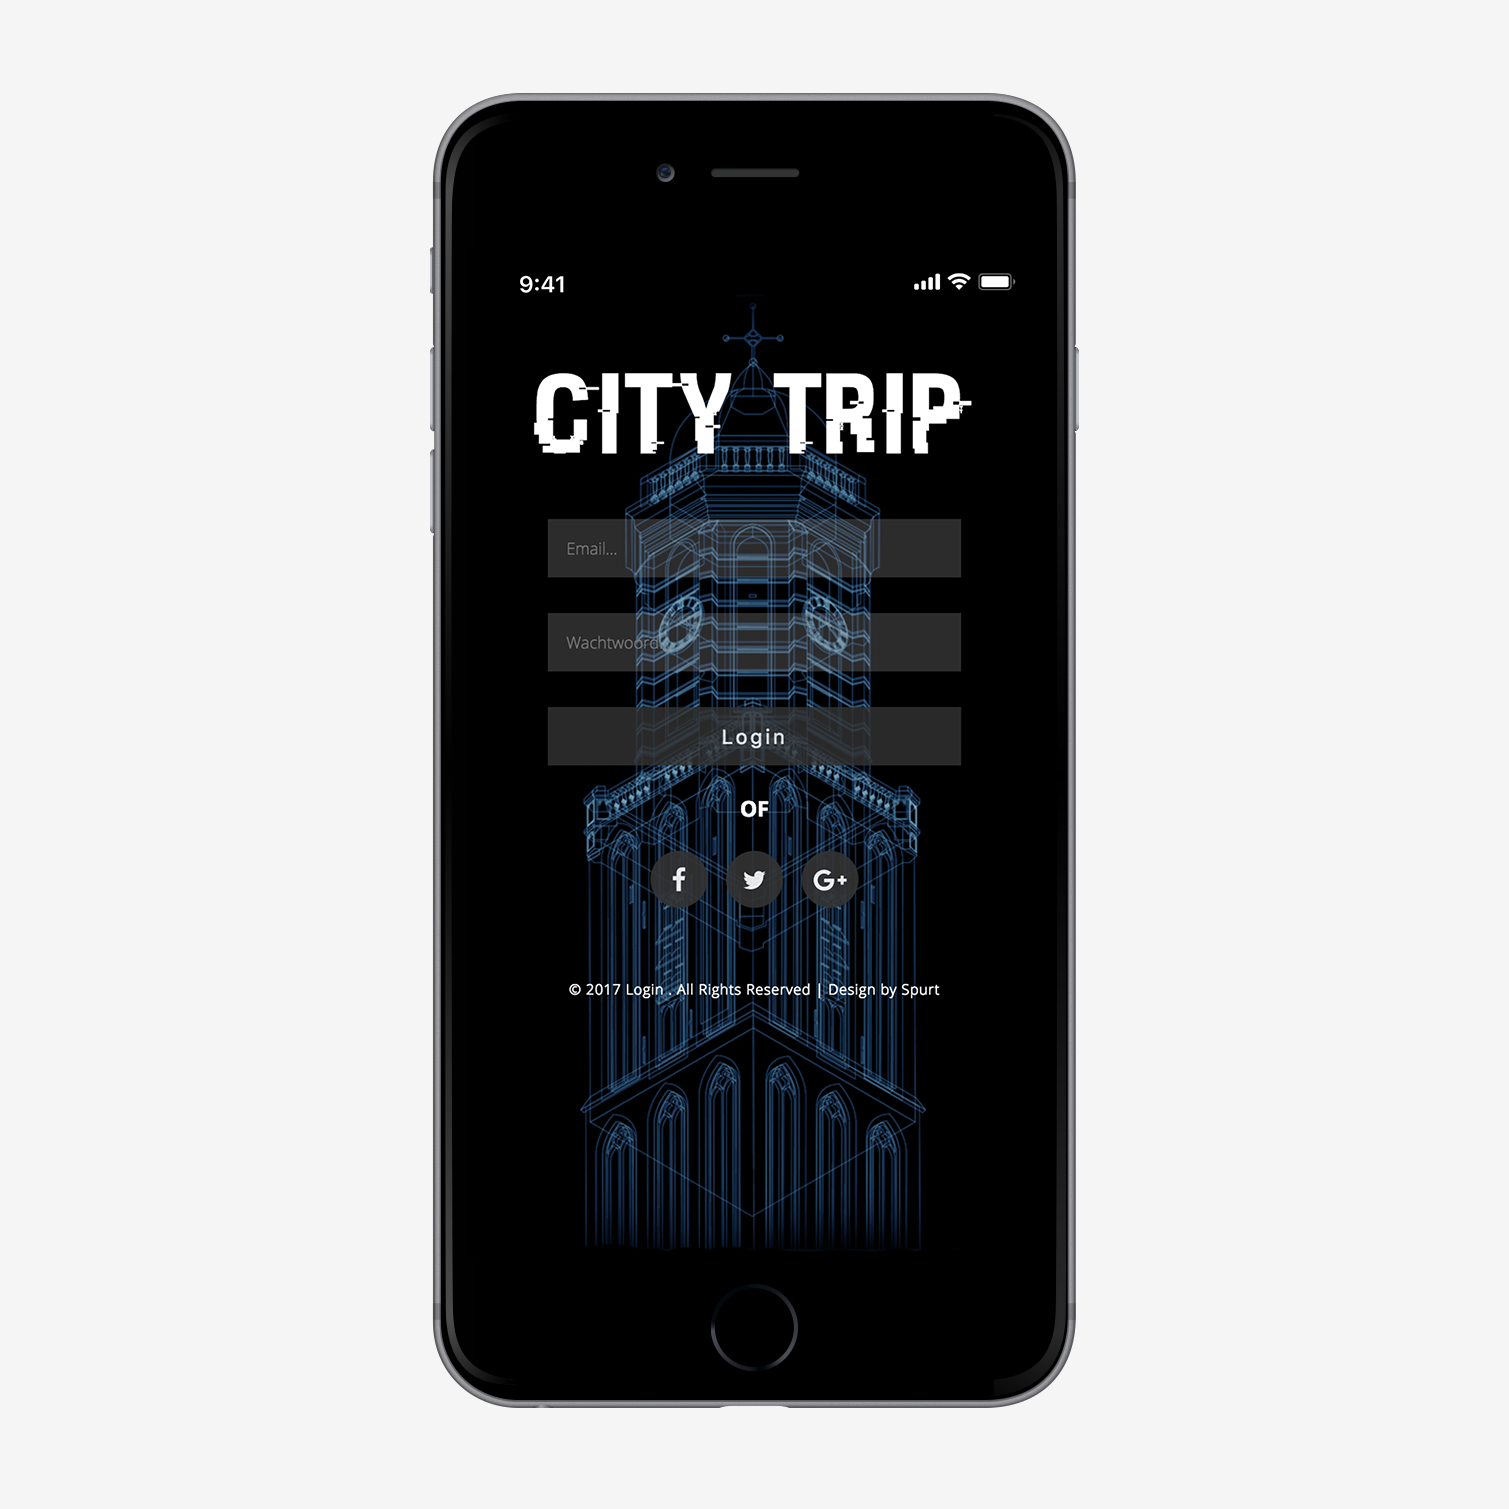 9:41
CITY TRIP
Email...
Wachtwoord
Login
OF
f
G+
© 2017 Login . All Rights Reserved | Design by Spurt